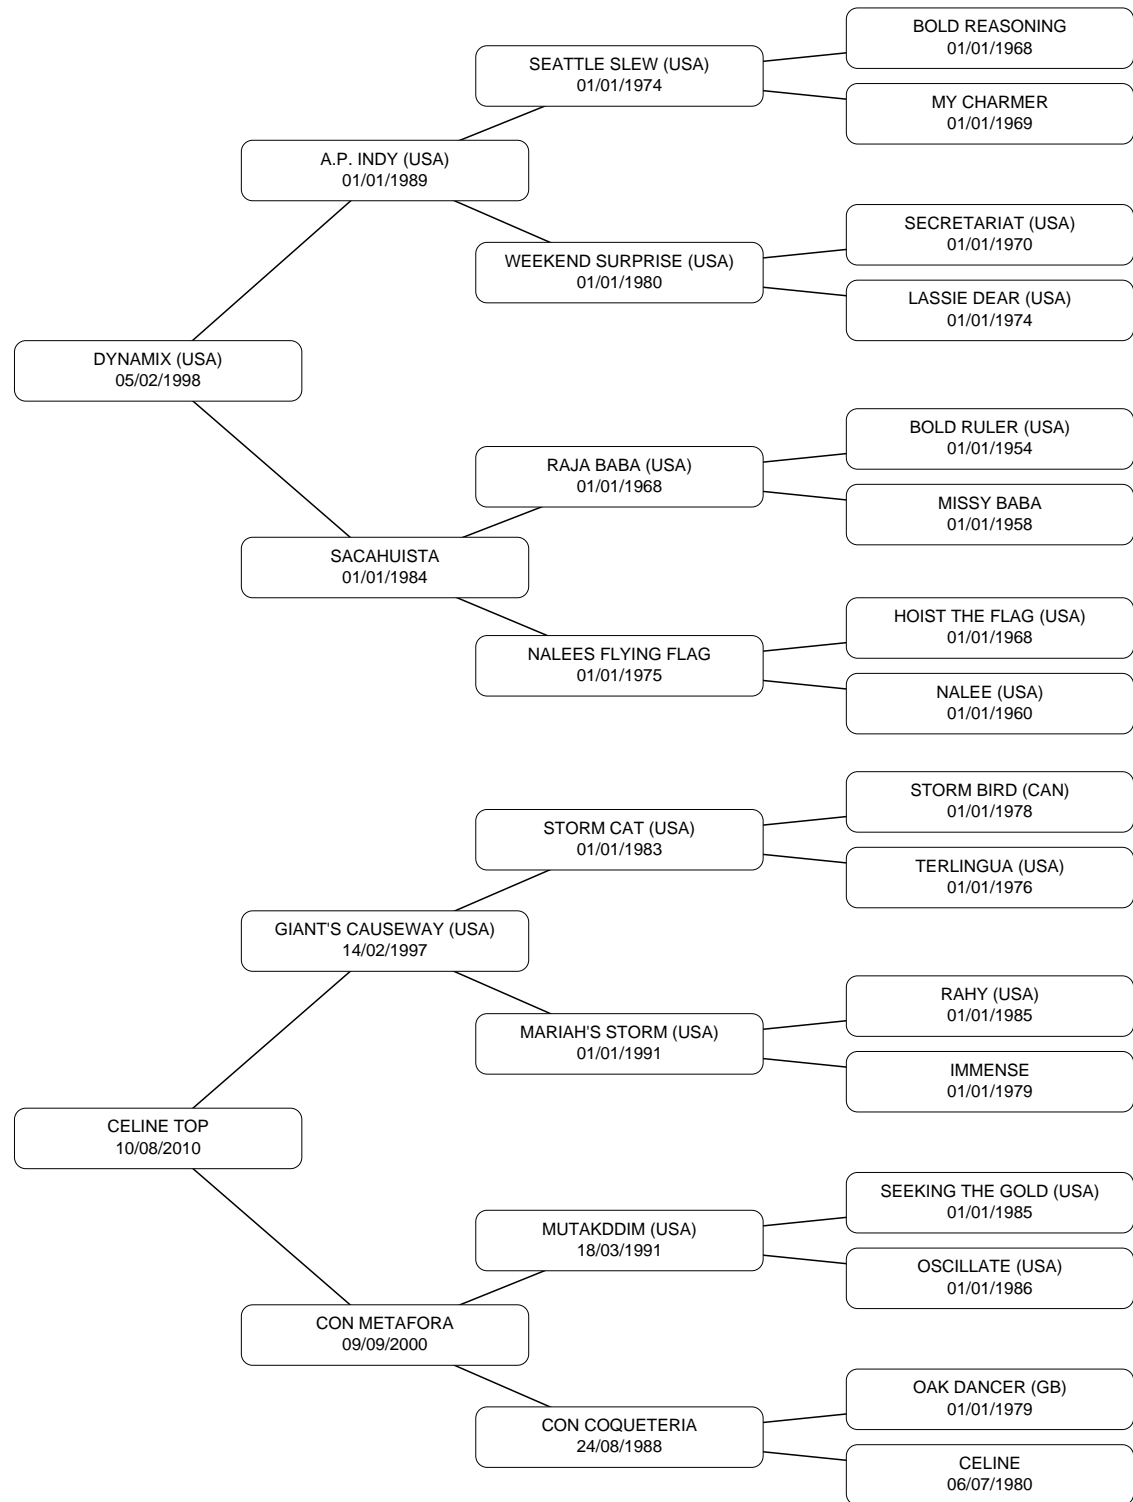 BOLD REASONING
01/01/1968
SEATTLE SLEW (USA)
01/01/1974
MY CHARMER
01/01/1969
A.P. INDY (USA)
01/01/1989
SECRETARIAT (USA)
01/01/1970
WEEKEND SURPRISE (USA)
01/01/1980
LASSIE DEAR (USA)
01/01/1974
DYNAMIX (USA)
05/02/1998
BOLD RULER (USA)
01/01/1954
RAJA BABA (USA)
01/01/1968
MISSY BABA
01/01/1958
SACAHUISTA
01/01/1984
HOIST THE FLAG (USA)
01/01/1968
NALEES FLYING FLAG
01/01/1975
NALEE (USA)
01/01/1960
STORM BIRD (CAN)
01/01/1978
STORM CAT (USA)
01/01/1983
TERLINGUA (USA)
01/01/1976
GIANT'S CAUSEWAY (USA)
14/02/1997
RAHY (USA)
01/01/1985
MARIAH'S STORM (USA)
01/01/1991
IMMENSE
01/01/1979
CELINE TOP
10/08/2010
SEEKING THE GOLD (USA)
01/01/1985
MUTAKDDIM (USA)
18/03/1991
OSCILLATE (USA)
01/01/1986
CON METAFORA
09/09/2000
OAK DANCER (GB)
01/01/1979
CON COQUETERIA
24/08/1988
CELINE
06/07/1980